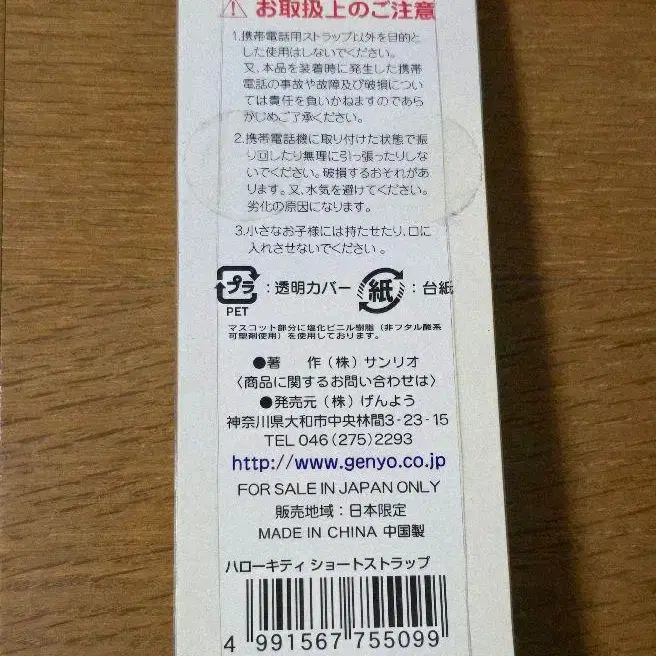 お取扱上のご注意
1.携帯電話用ストラップ以外を目的と
した使用はしないでください。
又、本品を装着時に発生した携帯
電話の事故や故障及び破損につい
ては責任を負いかねますのであら
かじめご了承ください。
2.携帯電話機に取り付けた状態で振
り回したり無理に引っ張ったりしな
いでください。破損するおそれがあ
ります。又、水気を避けてください。
劣化の原因になります。
3.小さなお子様には持たせたり、口に
入れさせないでください。
プラ PET :透明カバー 紙 :台紙
マスコット部分に塩化ビニル樹脂(非フタル酸系
可塑剤使用)を使用しております。
●著 作(株)サンリオ
〈商品に関するお問い合わせは〉
●発売元(株)げんよう
神奈川県大和市中央林間3-23-15
TEL 046(275)2293
http://www.genyo.co.jp
FOR SALE IN JAPAN ONLY
販売地域:日本限定
MADE IN CHINA 中国製
ハローキティ ショートストラップ
4 991567 755099